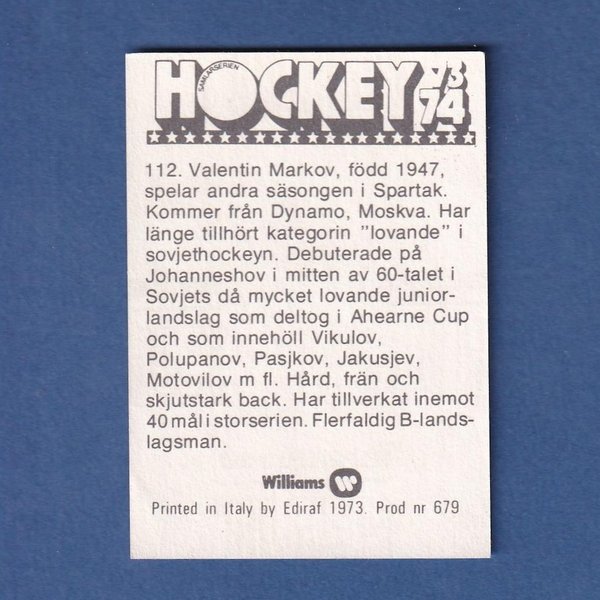 SAMLARSERIEN
HOCKEY 73
74
112. Valentin Markov, född 1947,
spelar andra säsongen i Spartak.
Kommer från Dynamo, Moskva. Har
länge tillhört kategorin "lovande" i
sovjethockeyn. Debuterade på
Johanneshov i mitten av 60-talet i
Sovjets då mycket lovande junior-
landslag som deltog i Ahearne Cup
och som innehöll Vikulov,
Polupanov, Pasjkov, Jakusjev,
Motovilov m fl. Hård, frän och
skjutstark back. Har tillverkat inemot
40 mål i storserien. Flerfaldig B-lands-
lagsman.
Williams
Printed in Italy by Ediraf 1973. Prod nr 679